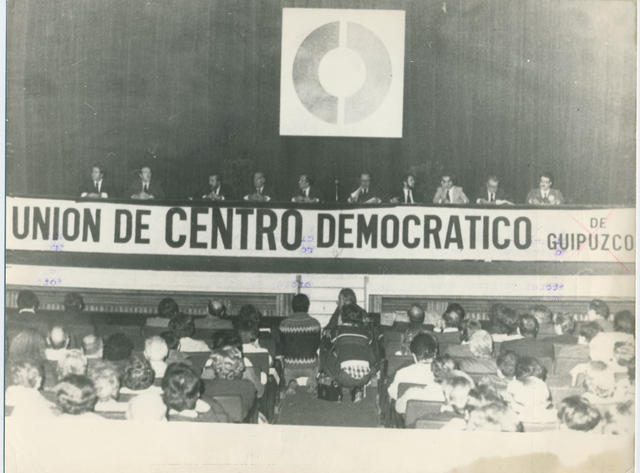 UNION DE CENTRO DEMOCRATICO
DE
GUIPUZCO